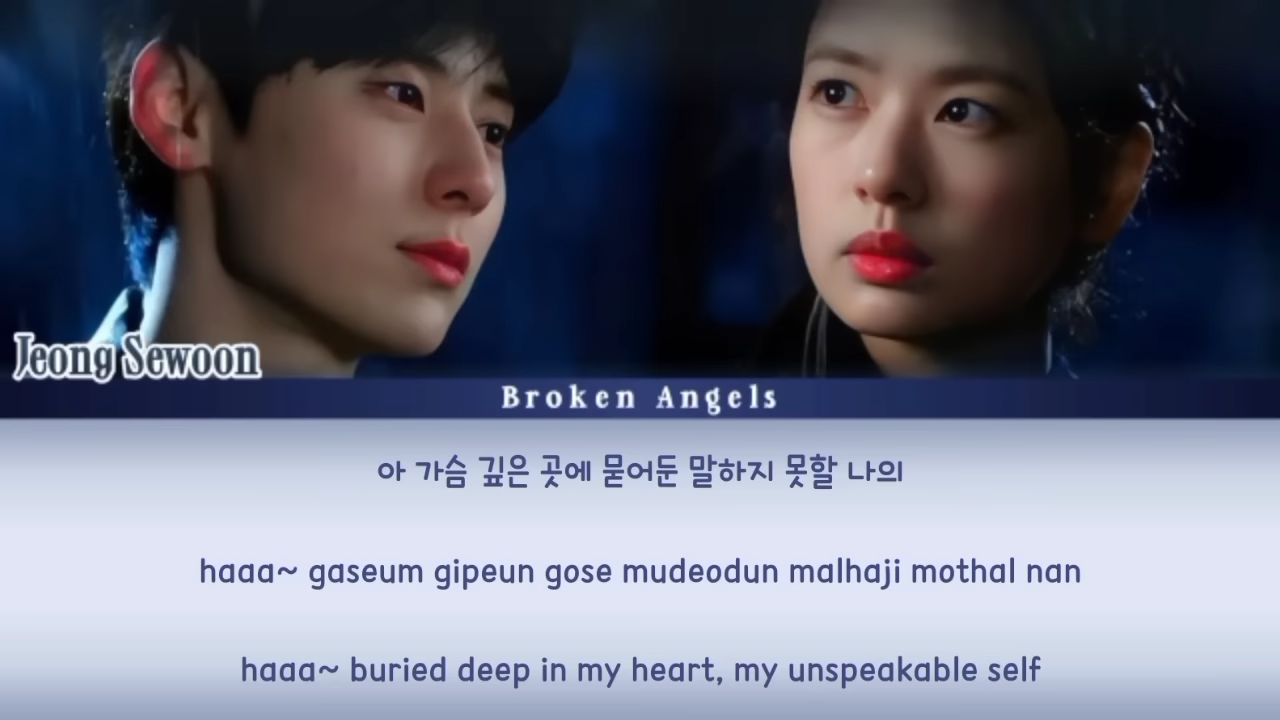 Jeong Sewoon
Broken Angels
아 가슴 깊은 곳에 묻어둔 말하지 못할 나의
haaa~ gaseum gipeun gose mudeodun malhaji mothal nan
haaa~ buried deep in my heart, my unspeakable self